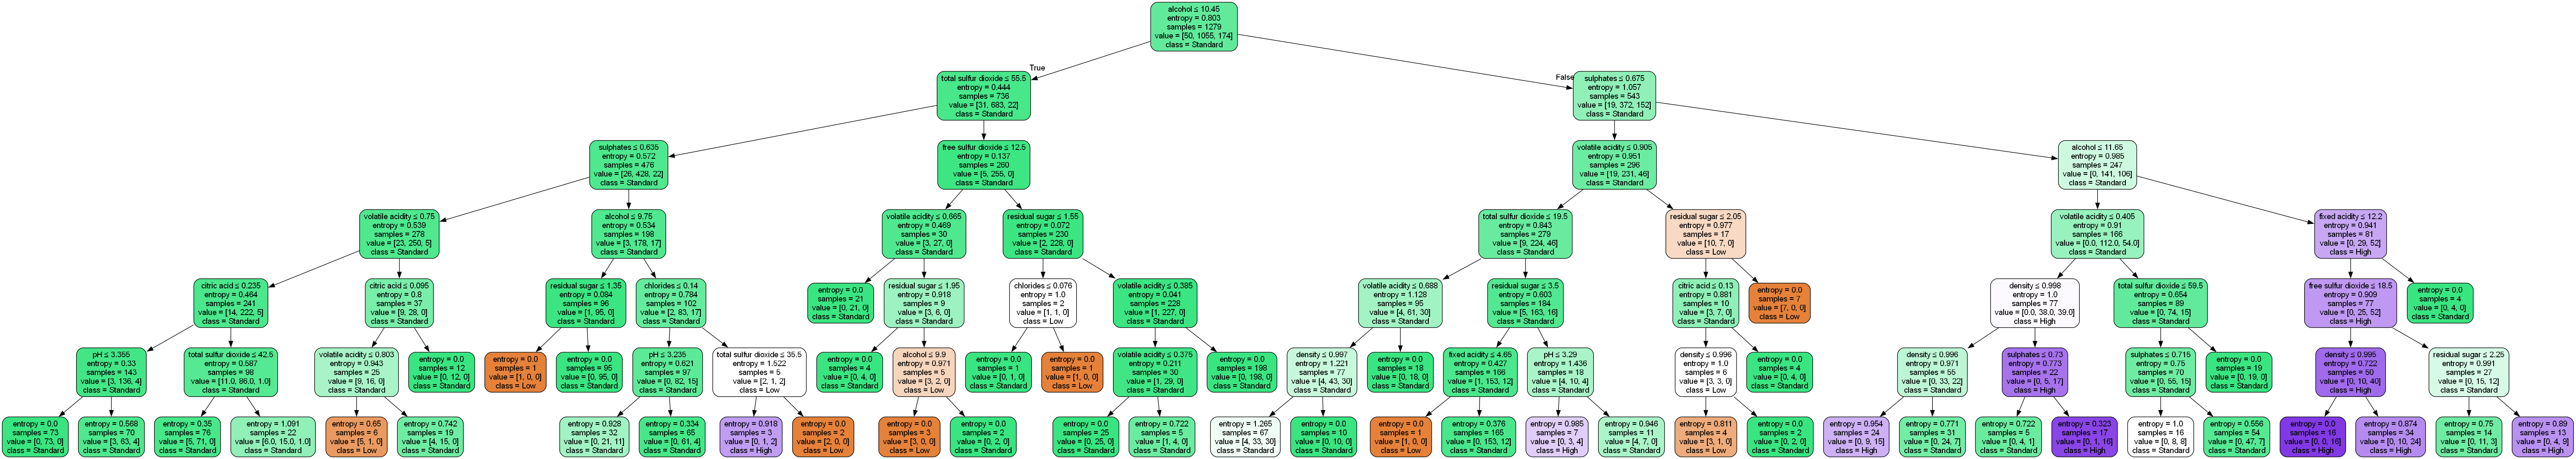 alcohol ≤ 10.45
entropy = 0.803
samples = 1279
value = [50, 1055, 174]
class = Standard
True
False
total sulfur dioxide ≤ 55.5
entropy = 0.444
samples = 736
value = [31, 683, 22]
class = Standard
sulphates ≤ 0.675
entropy = 1.057
samples = 543
value = [19, 372, 152]
class = Standard
sulphates ≤ 0.635
entropy = 0.572
samples = 476
value = [26, 428, 22]
class = Standard
free sulfur dioxide ≤ 12.5
entropy = 0.137
samples = 260
value = [5, 255, 0]
class = Standard
volatile acidity ≤ 0.905
entropy = 0.951
samples = 296
value = [19, 231, 46]
class = Standard
alcohol ≤ 11.65
entropy = 0.985
samples = 247
value = [0, 141, 106]
class = Standard
volatile acidity ≤ 0.75
entropy = 0.539
samples = 278
value = [23, 250, 5]
class = Standard
alcohol ≤ 9.75
entropy = 0.534
samples = 198
value = [3, 178, 17]
class = Standard
volatile acidity ≤ 0.665
entropy = 0.469
samples = 30
value = [3, 27, 0]
class = Standard
residual sugar ≤ 1.55
entropy = 0.072
samples = 230
value = [2, 228, 0]
class = Standard
total sulfur dioxide ≤ 19.5
entropy = 0.843
samples = 279
value = [9, 224, 46]
class = Standard
residual sugar ≤ 2.05
entropy = 0.977
samples = 17
value = [10, 7, 0]
class = Low
volatile acidity ≤ 0.405
entropy = 0.91
samples = 166
value = [0.0, 112.0, 54.0]
class = Standard
fixed acidity ≤ 12.2
entropy = 0.941
samples = 81
value = [0, 29, 52]
class = High
citric acid ≤ 0.235
entropy = 0.464
samples = 241
value = [14, 222, 5]
class = Standard
citric acid ≤ 0.095
entropy = 0.8
samples = 37
value = [9, 28, 0]
class = Standard
residual sugar ≤ 1.35
entropy = 0.084
samples = 96
value = [1, 95, 0]
class = Standard
chlorides ≤ 0.14
entropy = 0.784
samples = 102
value = [2, 83, 17]
class = Standard
entropy = 0.0
samples = 21
value = [0, 21, 0]
class = Standard
residual sugar ≤ 1.95
entropy = 0.918
samples = 9
value = [3, 6, 0]
class = Standard
chlorides ≤ 0.076
entropy = 1.0
samples = 2
value = [1, 1, 0]
class = Low
volatile acidity ≤ 0.385
entropy = 0.041
samples = 228
value = [1, 227, 0]
class = Standard
volatile acidity ≤ 0.688
entropy = 1.128
samples = 95
value = [4, 61, 30]
class = Standard
residual sugar ≤ 3.5
entropy = 0.603
samples = 184
value = [5, 163, 16]
class = Standard
citric acid ≤ 0.13
entropy = 0.881
samples = 10
value = [3, 7, 0]
class = Standard
entropy = 0.0
samples = 7
value = [7, 0, 0]
class = Low
density ≤ 0.998
entropy = 1.0
samples = 77
value = [0.0, 38.0, 39.0]
class = High
total sulfur dioxide ≤ 59.5
entropy = 0.654
samples = 89
value = [0, 74, 15]
class = Standard
free sulfur dioxide ≤ 18.5
entropy = 0.909
samples = 77
value = [0, 25, 52]
class = High
entropy = 0.0
samples = 4
value = [0, 4, 0]
class = Standard
pH ≤ 3.355
entropy = 0.33
samples = 143
value = [3, 136, 4]
class = Standard
total sulfur dioxide ≤ 42.5
entropy = 0.587
samples = 98
value = [11.0, 86.0, 1.0]
class = Standard
volatile acidity ≤ 0.803
entropy = 0.943
samples = 25
value = [9, 16, 0]
class = Standard
entropy = 0.0
samples = 12
value = [0, 12, 0]
class = Standard
entropy = 0.0
samples = 1
value = [1, 0, 0]
class = Low
entropy = 0.0
samples = 95
value = [0, 95, 0]
class = Standard
pH ≤ 3.235
entropy = 0.621
samples = 97
value = [0, 82, 15]
class = Standard
total sulfur dioxide ≤ 35.5
entropy = 1.522
samples = 5
value = [2, 1, 2]
class = Low
entropy = 0.0
samples = 4
value = [0, 4, 0]
class = Standard
alcohol ≤ 9.9
entropy = 0.971
samples = 5
value = [3, 2, 0]
class = Low
entropy = 0.0
samples = 1
value = [0, 1, 0]
class = Standard
entropy = 0.0
samples = 1
value = [1, 0, 0]
class = Low
volatile acidity ≤ 0.375
entropy = 0.211
samples = 30
value = [1, 29, 0]
class = Standard
entropy = 0.0
samples = 198
value = [0, 198, 0]
class = Standard
density ≤ 0.997
entropy = 1.221
samples = 77
value = [4, 43, 30]
class = Standard
entropy = 0.0
samples = 18
value = [0, 18, 0]
class = Standard
fixed acidity ≤ 4.65
entropy = 0.427
samples = 166
value = [1, 153, 12]
class = Standard
pH ≤ 3.29
entropy = 1.436
samples = 18
value = [4, 10, 4]
class = Standard
density ≤ 0.996
entropy = 1.0
samples = 6
value = [3, 3, 0]
class = Low
entropy = 0.0
samples = 4
value = [0, 4, 0]
class = Standard
density ≤ 0.996
entropy = 0.971
samples = 55
value = [0, 33, 22]
class = Standard
sulphates ≤ 0.73
entropy = 0.773
samples = 22
value = [0, 5, 17]
class = High
sulphates ≤ 0.715
entropy = 0.75
samples = 70
value = [0, 55, 15]
class = Standard
entropy = 0.0
samples = 19
value = [0, 19, 0]
class = Standard
density ≤ 0.995
entropy = 0.722
samples = 50
value = [0, 10, 40]
class = High
residual sugar ≤ 2.25
entropy = 0.991
samples = 27
value = [0, 15, 12]
class = Standard
entropy = 0.0
samples = 73
value = [0, 73, 0]
class = Standard
entropy = 0.568
samples = 70
value = [3, 63, 4]
class = Standard
entropy = 0.35
samples = 76
value = [5, 71, 0]
class = Standard
entropy = 1.091
samples = 22
value = [6.0, 15.0, 1.0]
class = Standard
entropy = 0.65
samples = 6
value = [5, 1, 0]
class = Low
entropy = 0.742
samples = 19
value = [4, 15, 0]
class = Standard
entropy = 0.928
samples = 32
value = [0, 21, 11]
class = Standard
entropy = 0.334
samples = 65
value = [0, 61, 4]
class = Standard
entropy = 0.918
samples = 3
value = [0, 1, 2]
class = High
entropy = 0.0
samples = 2
value = [2, 0, 0]
class = Low
entropy = 0.0
samples = 3
value = [3, 0, 0]
class = Low
entropy = 0.0
samples = 2
value = [0, 2, 0]
class = Standard
entropy = 0.0
samples = 25
value = [0, 25, 0]
class = Standard
entropy = 0.722
samples = 5
value = [1, 4, 0]
class = Standard
entropy = 1.265
samples = 67
value = [4, 33, 30]
class = Standard
entropy = 0.0
samples = 10
value = [0, 10, 0]
class = Standard
entropy = 0.0
samples = 1
value = [1, 0, 0]
class = Low
entropy = 0.376
samples = 165
value = [0, 153, 12]
class = Standard
entropy = 0.985
samples = 7
value = [0, 3, 4]
class = High
entropy = 0.946
samples = 11
value = [4, 7, 0]
class = Standard
entropy = 0.811
samples = 4
value = [3, 1, 0]
class = Low
entropy = 0.0
samples = 2
value = [0, 2, 0]
class = Standard
entropy = 0.954
samples = 24
value = [0, 9, 15]
class = High
entropy = 0.771
samples = 31
value = [0, 24, 7]
class = Standard
entropy = 0.722
samples = 5
value = [0, 4, 1]
class = Standard
entropy = 0.323
samples = 17
value = [0, 1, 16]
class = High
entropy = 1.0
samples = 16
value = [0, 8, 8]
class = Standard
entropy = 0.556
samples = 54
value = [0, 47, 7]
class = Standard
entropy = 0.0
samples = 16
value = [0, 0, 16]
class = High
entropy = 0.874
samples = 34
value = [0, 10, 24]
class = High
entropy = 0.75
samples = 14
value = [0, 11, 3]
class = Standard
entropy = 0.89
samples = 13
value = [0, 4, 9]
class = High